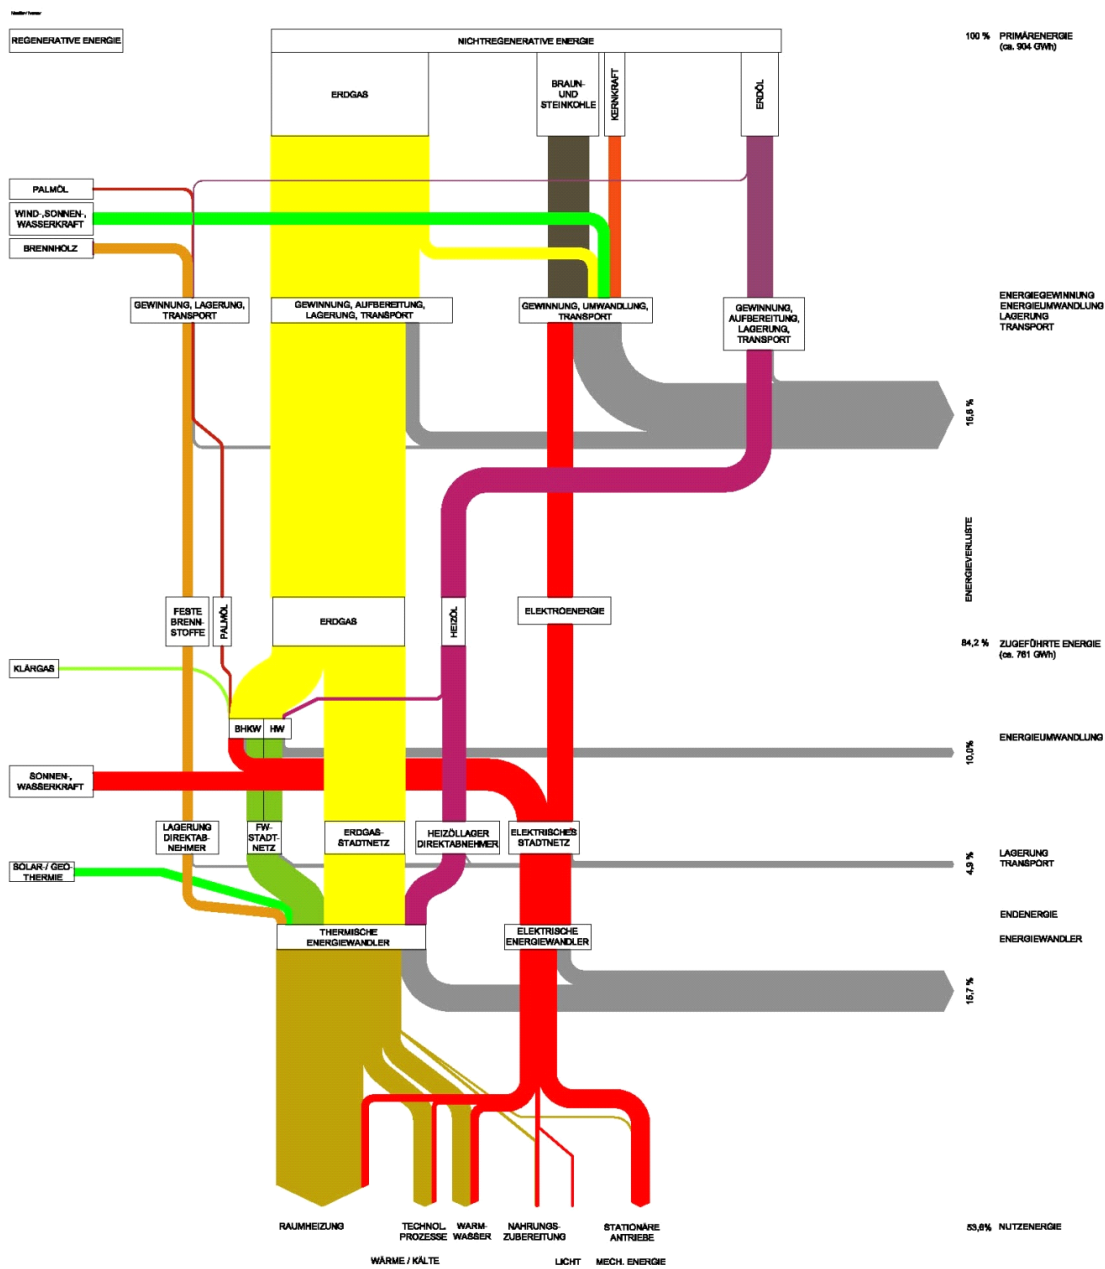 REGENERATIVE ENERGIE
NICHTREGENERATIVE ENERGIE
100 % PRIMÄRENERGIE
(ca. 904 GWh)
ERDGAS
BRAUN-
UND
STEINKOHLE
KERNKRAFT
ERDÖL
PALMÖL
WIND-,SONNEN-,
WASSERKRAFT
BRENNHOLZ
GEWINNUNG, LAGERUNG,
TRANSPORT
GEWINNUNG, AUFBEREITUNG,
LAGERUNG, TRANSPORT
GEWINNUNG, UMWANDLUNG,
TRANSPORT
GEWINNUNG,
AUFBEREITUNG,
LAGERUNG,
TRANSPORT
ENERGIEGEWINNUNG
ENERGIEUMWANDLUNG
LAGERUNG
TRANSPORT
ENERGIEVERLUSTE
FESTE
BRENN-
STOFFE
PALMÖL
ERDGAS
HEIZÖL
ELEKTROENERGIE
84,2 % ZUGEFÜHRTE ENERGIE
(ca. 761 GWh)
KLÄRGAS
BHKW
HW
10,0%
ENERGIEUMWANDLUNG
SONNEN-,
WASSERKRAFT
LAGERUNG
DIREKTAB-
NEHMER
FW-
STADT-
NETZ
ERDGAS-
STADTNETZ
HEIZÖLLAGER
DIREKTABNEHMER
ELEKTRISCHES
STADTNETZ
4,9 %
LAGERUNG
TRANSPORT
SOLAR-/ GEO-
THERMIE
THERMISCHE
ENERGIEWANDLER
ELEKTRISCHE
ENERGIEWANDLER
ENDENERGIE
ENERGIEWANDLER
15,7 %
RAUMHEIZUNG
TECHNOL.
PROZESSE
WARM-
WASSER
NAHRUNGS-
ZUBEREITUNG
STATIONÄRE
ANTRIEBE
53,6% NUTZENERGIE
WÄRME / KÄLTE
LICHT
MECH. ENERGIE